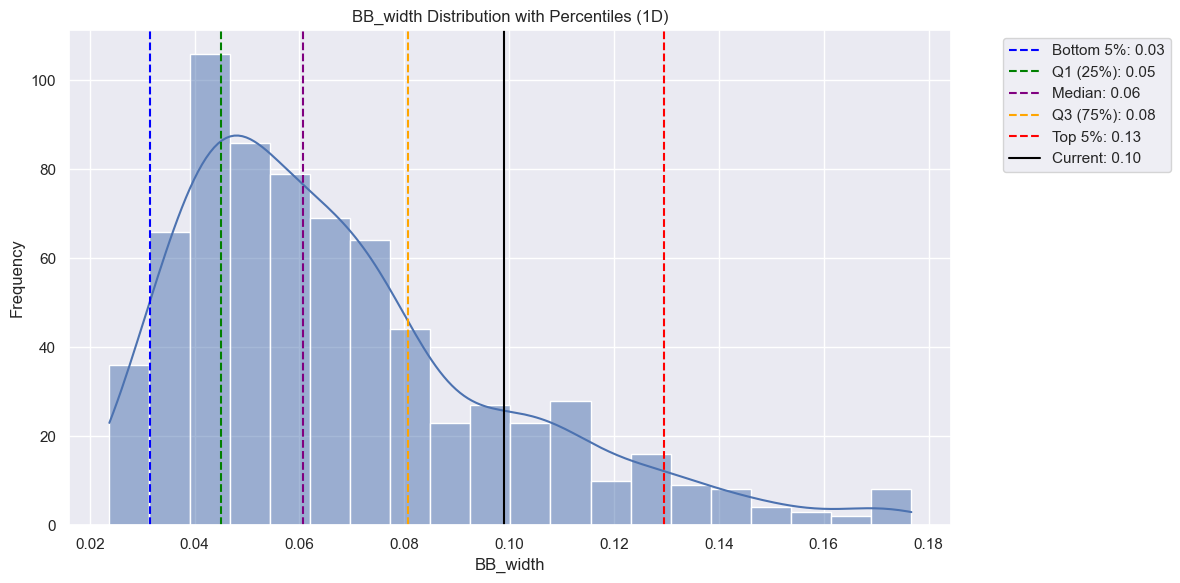 BB_width Distribution with Percentiles (1D)
Bottom 5%: 0.03
Q1 (25%): 0.05
Median: 0.06
Q3 (75%): 0.08
Top 5%: 0.13
Current: 0.10
Frequency
100
80
60
40
20
0
0.02 0.04 0.06 0.08 0.10 0.12 0.14 0.16 0.18
BB_width